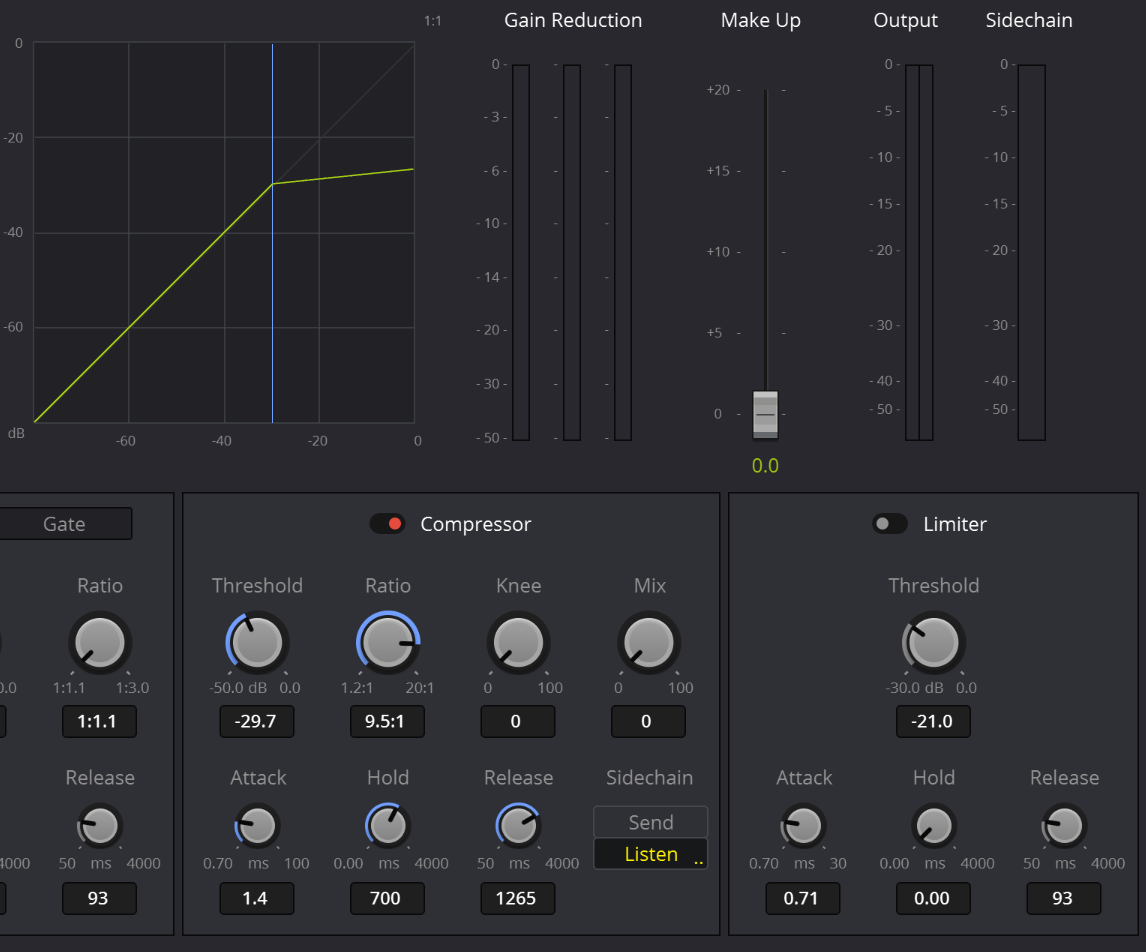 1:1 Gain Reduction Make Up Output Sidechain
0
-20
-40
-60
dB
-60 -40 -20 0
0 -
- 3 -
-6 -
- 10 -
- 14 -
- 20 -
- 30 -
- 50 -
+20 -
+15 -
+10 -
+5 -
0 -
0.0
0 -
- 5 -
- 10 -
- 15 -
- 20 -
- 30 -
- 40 -
- 50 -
0 -
- 5 -
- 10 -
- 15 -
- 20 -
- 30 -
- 40 -
- 50 -
Gate
Ratio
0.0 1:1.1 1:3.0
1:1.1
Release
4000 50 ms 4000
93
Compressor
Threshold Ratio Knee Mix
-50.0 dB 0.0 1.2:1 20:1 0 100 0 100
-29.7 9.5:1 0 0
Attack Hold Release Sidechain
Send
Listen ..
0.70 ms 100 0.00 ms 4000 50 ms 4000
1.4 700 1265
Limiter
Threshold
-30.0 dB 0.0
-21.0
Attack Hold Release
0.70 ms 30 0.00 ms 4000 50 ms 4000
0.71 0.00 93